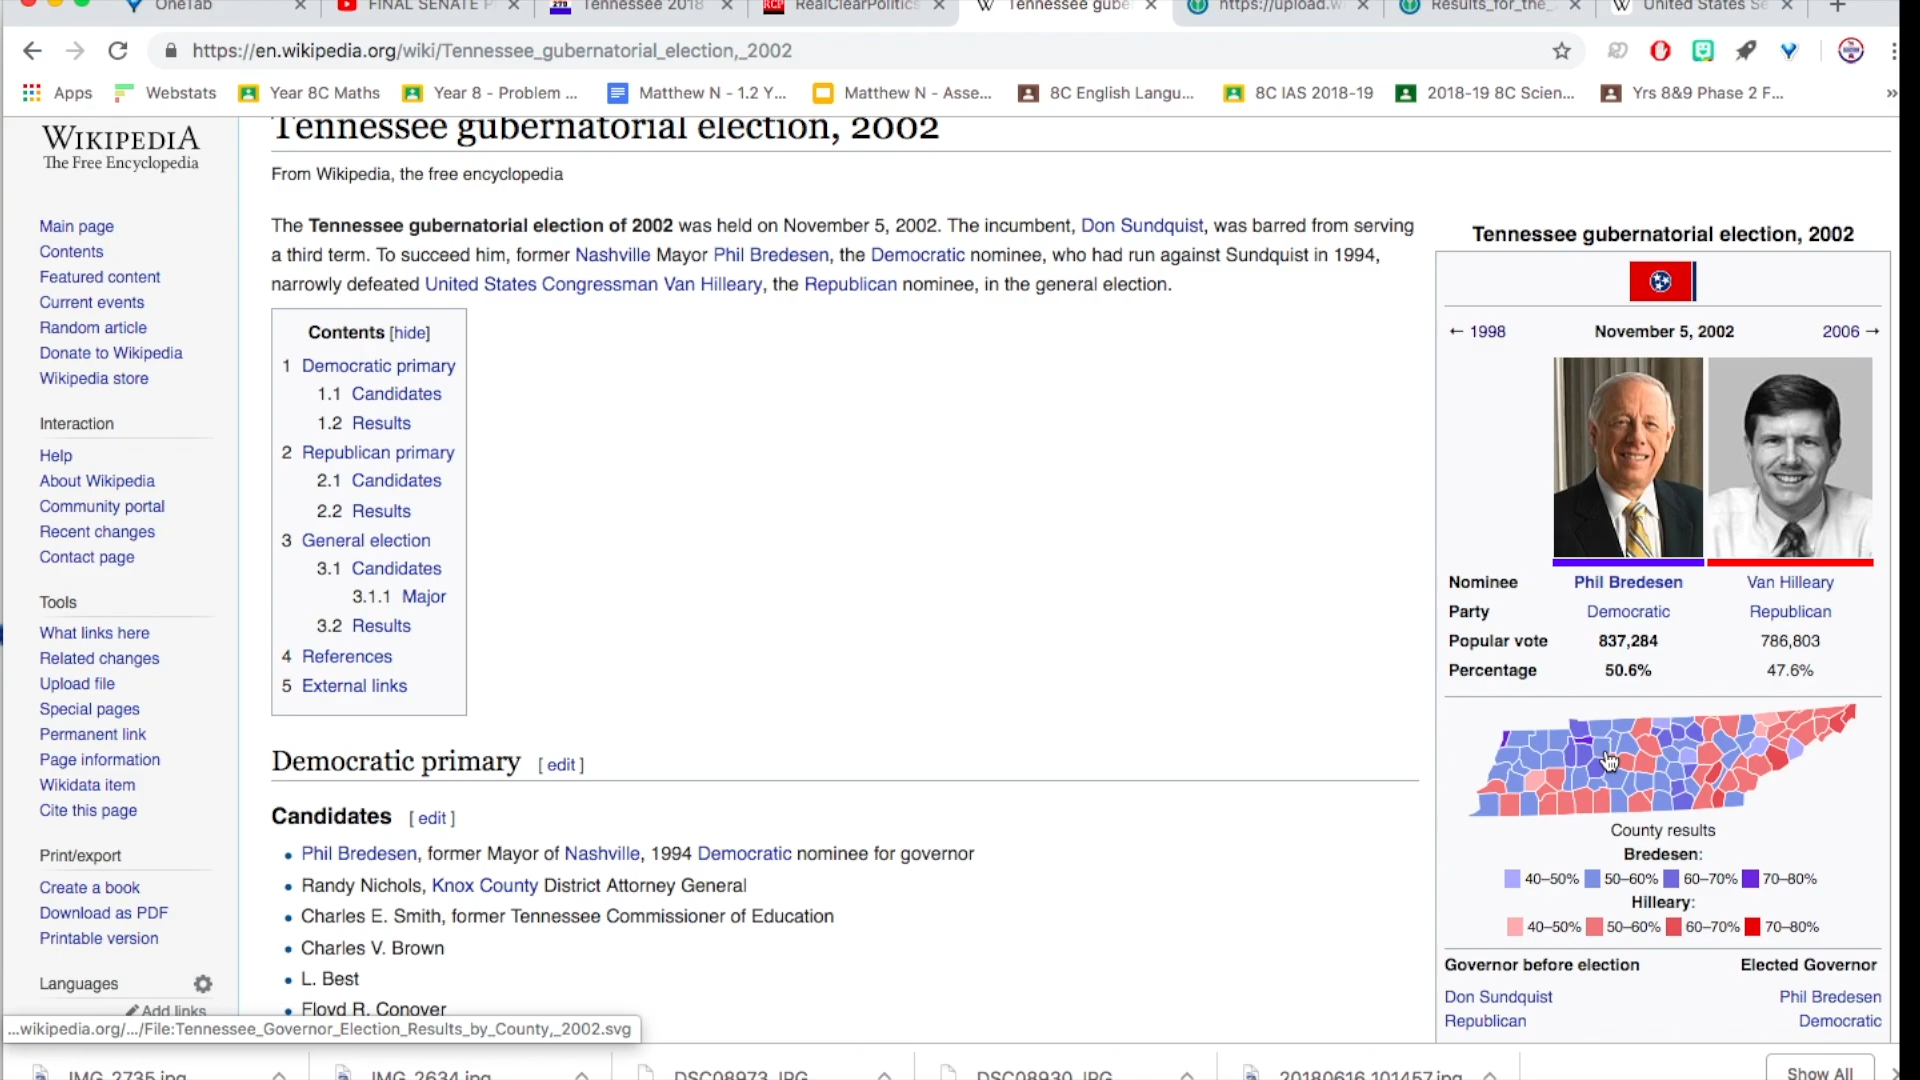 OneTab
FINAL SENATE P
Tennessee 2018
RealClearPolitics
Tennessee gube
https://upload.wi
Results_for_the_
United States Se
https://en.wikipedia.org/wiki/Tennessee_gubernatorial_election,_2002
Apps
Webstats
Year 8C Maths
Year 8 - Problem ...
Matthew N - 1.2 Y...
Matthew N - Asse...
8C English Langu...
8C IAS 2018-19
2018-19 8C Scien...
Yrs 8&9 Phase 2 F...
»
WIKIPEDIA
The Free Encyclopedia
Main page
Contents
Featured content
Current events
Random article
Donate to Wikipedia
Wikipedia store
Interaction
Help
About Wikipedia
Community portal
Recent changes
Contact page
Tools
What links here
Related changes
Upload file
Special pages
Permanent link
Page information
Wikidata item
Cite this page
Print/export
Create a book
Download as PDF
Printable version
Languages
Add links
Tennessee gubernatorial election, 2002
From Wikipedia, the free encyclopedia
The Tennessee gubernatorial election of 2002 was held on November 5, 2002. The incumbent, Don Sundquist, was barred from serving
a third term. To succeed him, former Nashville Mayor Phil Bredesen, the Democratic nominee, who had run against Sundquist in 1994,
narrowly defeated United States Congressman Van Hilleary, the Republican nominee, in the general election.
Contents [hide]
1 Democratic primary
1.1 Candidates
1.2 Results
2 Republican primary
2.1 Candidates
2.2 Results
3 General election
3.1 Candidates
3.1.1 Major
3.2 Results
4 References
5 External links
Democratic primary [ edit ]
Candidates [ edit ]
• Phil Bredesen, former Mayor of Nashville, 1994 Democratic nominee for governor
• Randy Nichols, Knox County District Attorney General
• Charles E. Smith, former Tennessee Commissioner of Education
• Charles V. Brown
• L. Best
• Floyd R. Conover
Tennessee gubernatorial election, 2002
← 1998 November 5, 2002 2006 →
Nominee Phil Bredesen Van Hilleary
Party Democratic Republican
Popular vote 837,284 786,803
Percentage 50.6% 47.6%
County results
Bredesen:
40–50% 50–60% 60–70% 70–80%
Hilleary:
40–50% 50–60% 60–70% 70–80%
Governor before election Elected Governor
Don Sundquist Phil Bredesen
Republican Democratic
...wikipedia.org/.../File:Tennessee_Governor_Election_Results_by_County,_2002.svg
IMG_2735.jpg
IMG_2634.jpg
DSC08973.JPG
DSC08930.JPG
20180616_101457.jpg
Show All